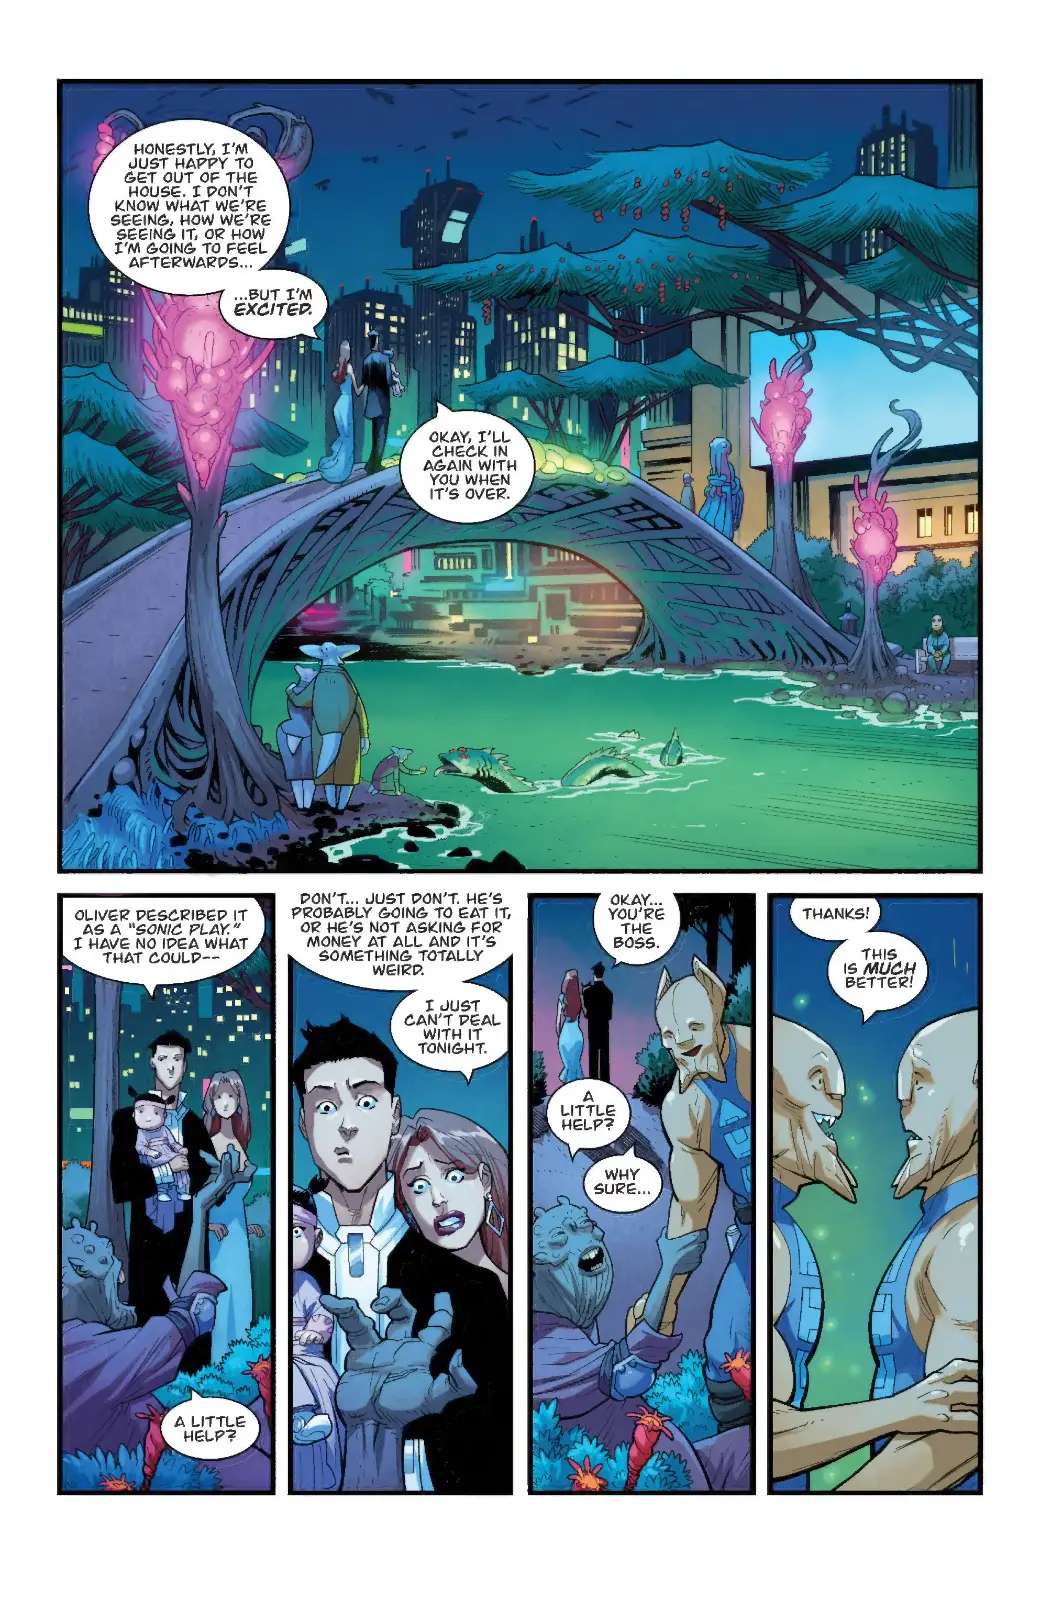 HONESTLY, I'M
JUST HAPPY TO
GET OUT OF THE
HOUSE. I DON'T
KNOW WHAT WE'RE
SEEING, HOW WE'RE
SEEING IT, OR HOW
I'M GOING TO FEEL
AFTERWARDS...
...BUT I'M
EXCITED.
OKAY, I'LL
CHECK IN
AGAIN WITH
YOU WHEN
IT'S OVER.
OLIVER DESCRIBED IT
AS A "SONIC PLAY."
I HAVE NO IDEA WHAT
THAT COULD--
A LITTLE
HELP?
DON'T... JUST DON'T. HE'S
PROBABLY GOING TO EAT IT,
OR HE'S NOT ASKING FOR
MONEY AT ALL AND IT'S
SOMETHING TOTALLY
WEIRD.
I JUST
CAN'T DEAL
WITH IT
TONIGHT.
OKAY...
YOU'RE
THE
BOSS.
A
LITTLE
HELP?
WHY
SURE...
THANKS!
THIS
IS MUCH
BETTER!